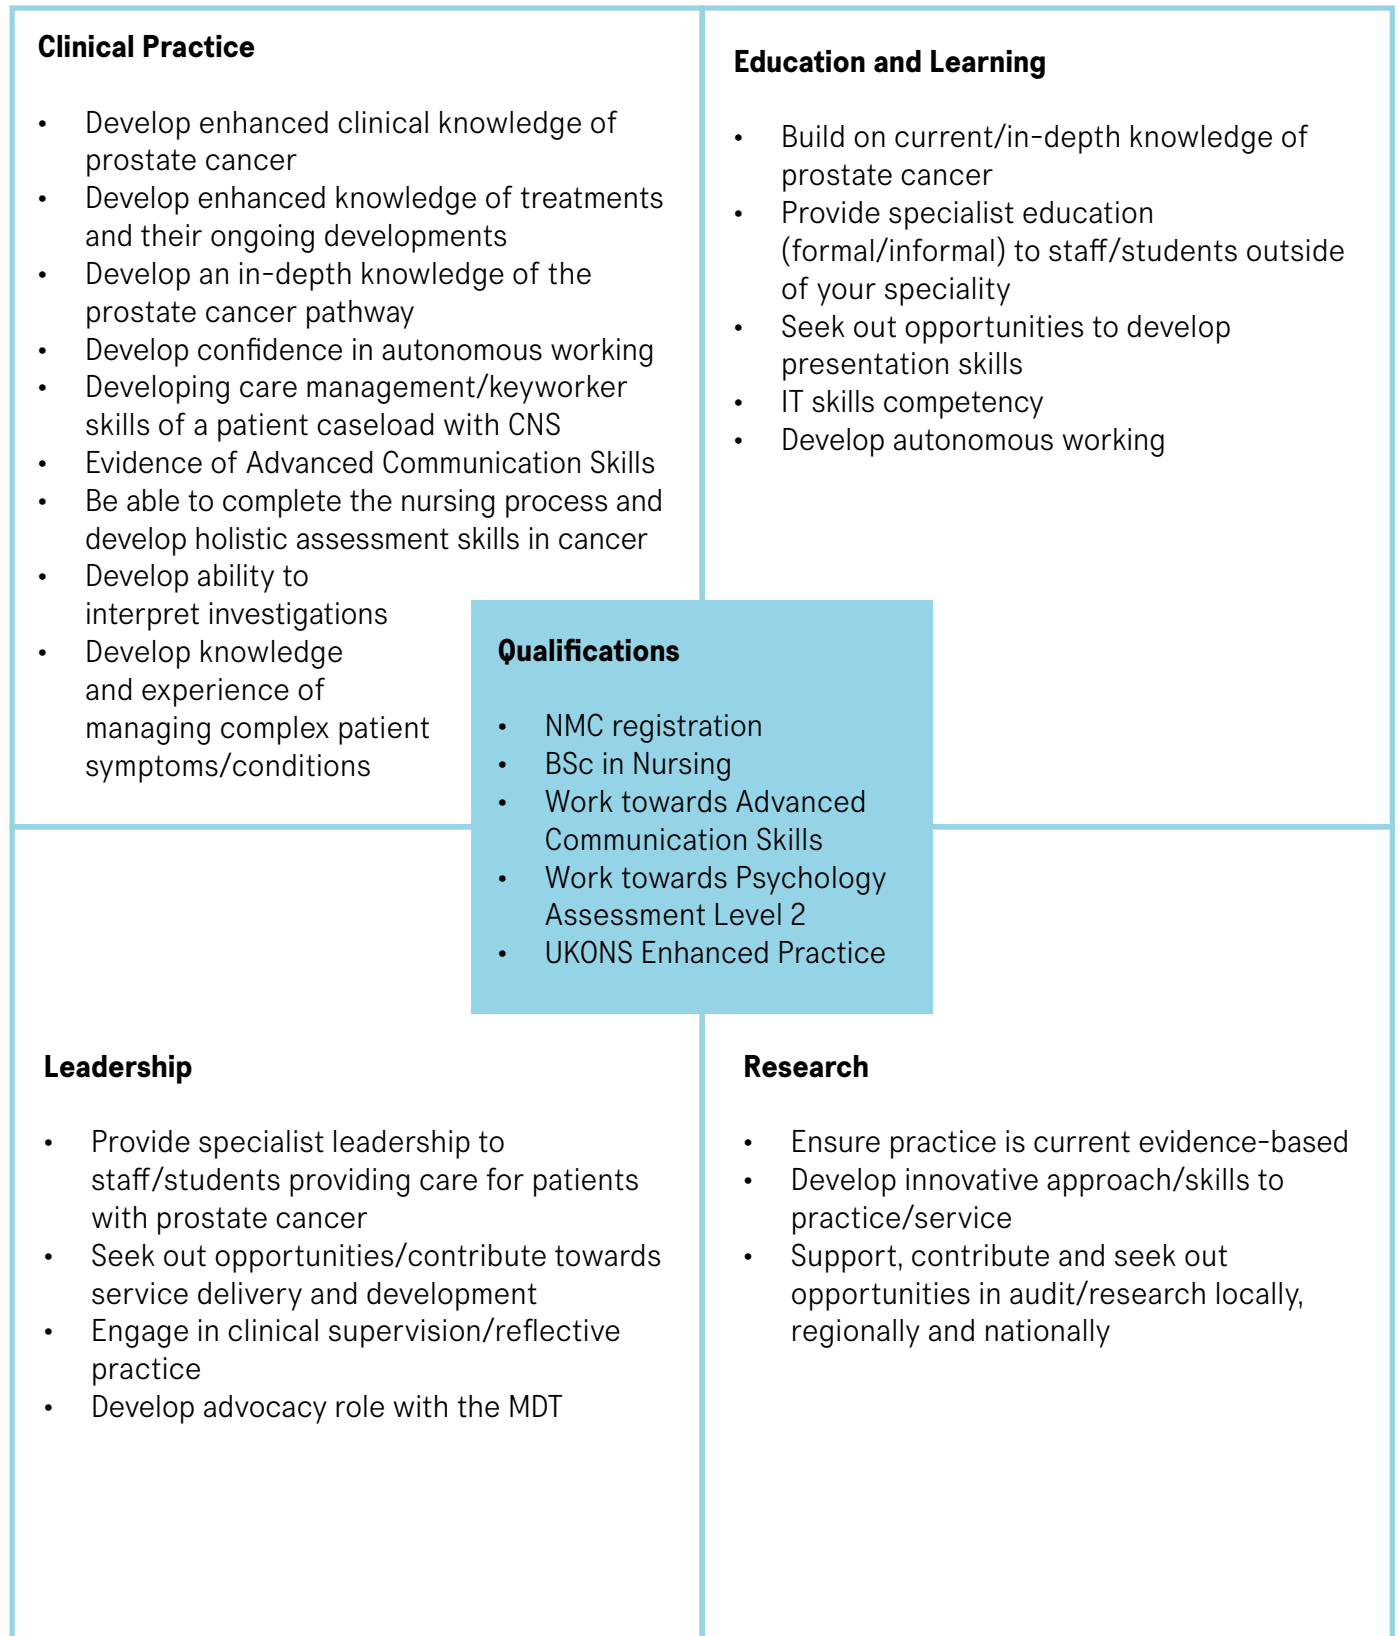 Clinical Practice
• Develop enhanced clinical knowledge of
prostate cancer
• Develop enhanced knowledge of treatments
and their ongoing developments
• Develop an in-depth knowledge of the
prostate cancer pathway
• Develop confidence in autonomous working
• Developing care management/keyworker
skills of a patient caseload with CNS
• Evidence of Advanced Communication Skills
• Be able to complete the nursing process and
develop holistic assessment skills in cancer
• Develop ability to
interpret investigations
• Develop knowledge
and experience of
managing complex patient
symptoms/conditions
Education and Learning
• Build on current/in-depth knowledge of
prostate cancer
• Provide specialist education
(formal/informal) to staff/students outside
of your speciality
• Seek out opportunities to develop
presentation skills
• IT skills competency
• Develop autonomous working
Qualifications
• NMC registration
• BSc in Nursing
• Work towards Advanced
Communication Skills
• Work towards Psychology
Assessment Level 2
• UKONS Enhanced Practice
Leadership
• Provide specialist leadership to
staff/students providing care for patients
with prostate cancer
• Seek out opportunities/contribute towards
service delivery and development
• Engage in clinical supervision/reflective
practice
• Develop advocacy role with the MDT
Research
• Ensure practice is current evidence-based
• Develop innovative approach/skills to
practice/service
• Support, contribute and seek out
opportunities in audit/research locally,
regionally and nationally